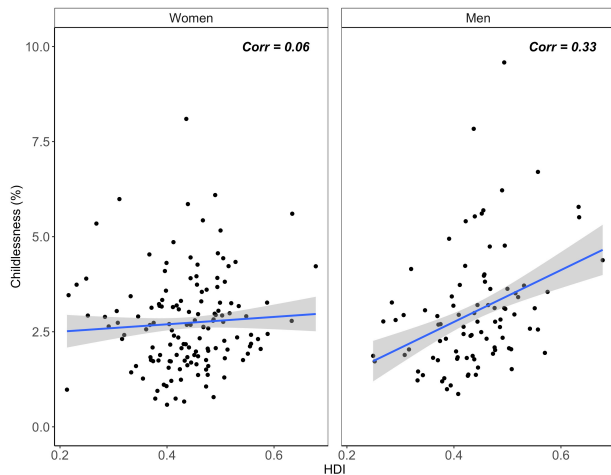 Women
Men
Corr = 0.06
Corr = 0.33
Childlessness (%)
10.0
7.5
5.0
2.5
0.0
0.2
0.4
0.6
0.2
0.4
0.6
HDI